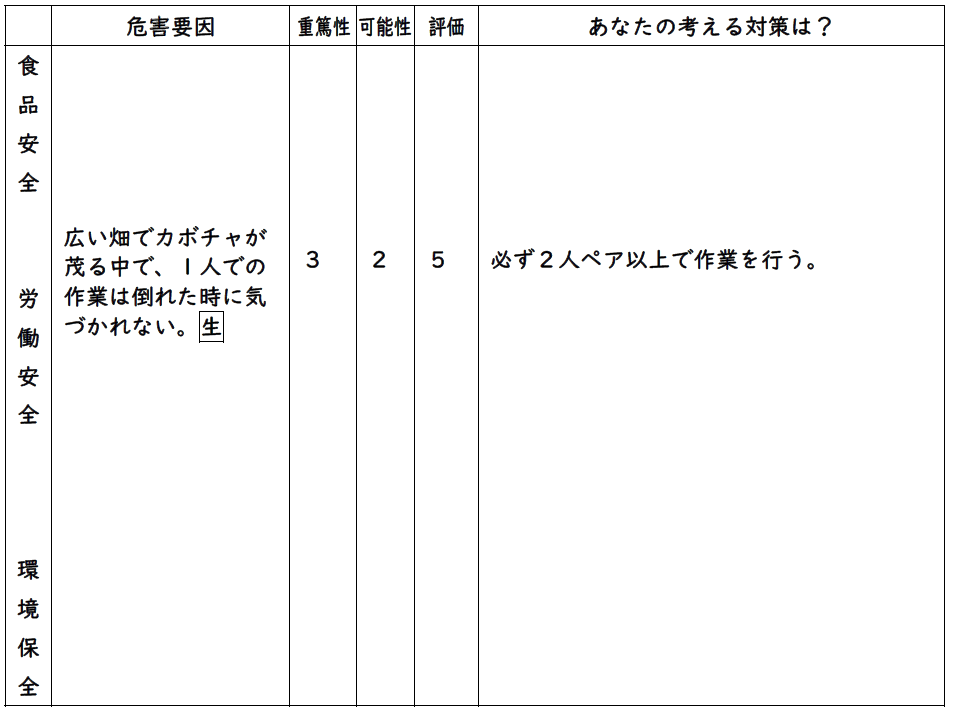 危害要因 重篤性 可能性 評価 あなたの考える対策は？
食品安全
広い畑でカボチャが
茂る中で、１人での
作業は倒れた時に気
づかれない。生
3 2 5 必ず２人ペア以上で作業を行う。
労働安全
環境保全